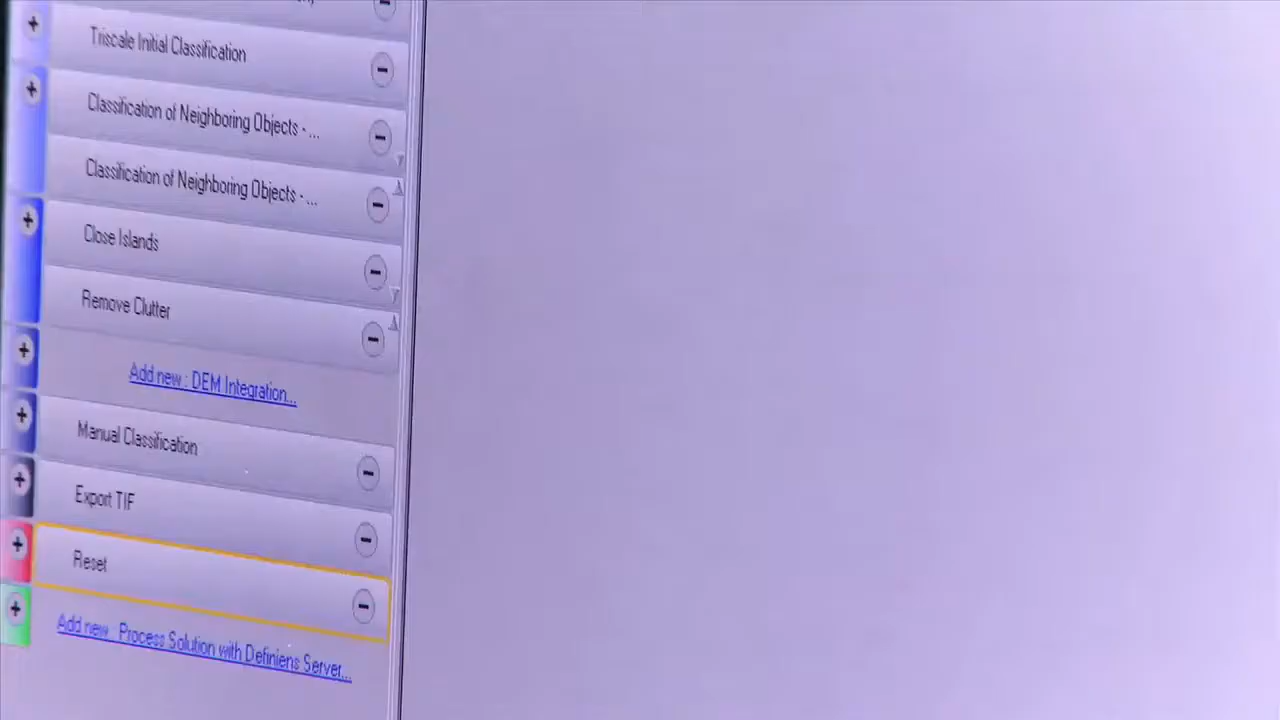 Triscale Initial Classification
Classification of Neighboring Objects - ...
Classification of Neighboring Objects - ...
Close Islands
Remove Clutter
Add new : DEM Integration...
Manual Classification
Export TIF
Reset
Add new : Process Solution with Definiens Server...